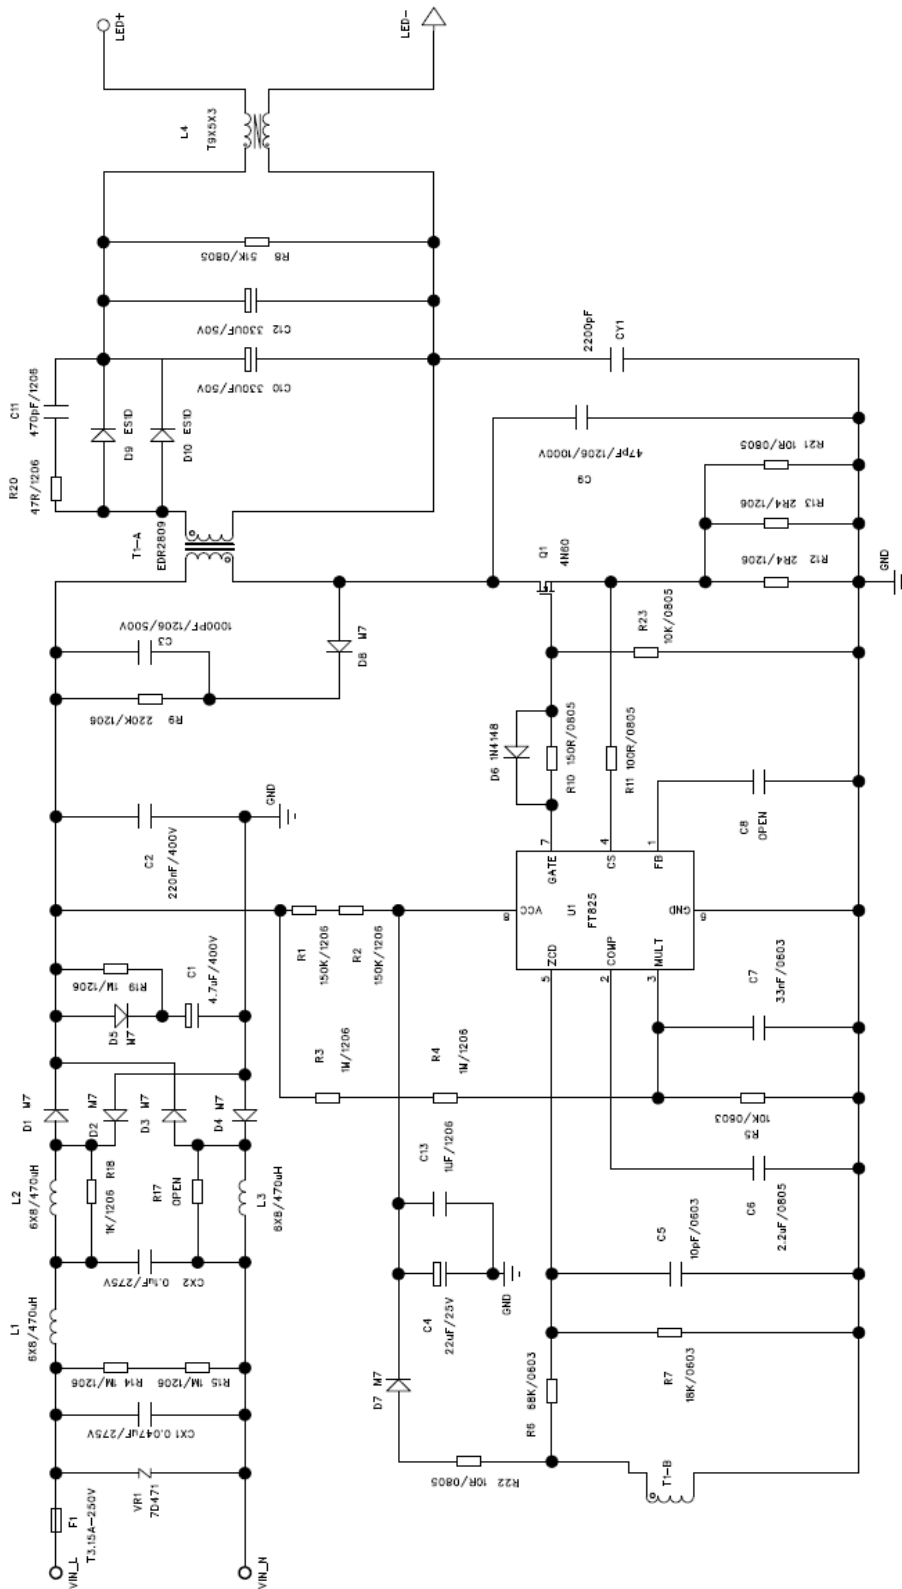 VIN_L
VIN_N
F1
T3.15A-250V
VR1
7D471
CX1 0.047uF/275V
R14 1M/1206
R15 1M/1206
L1
6X8/470uH
CX2 0.1uF/275V
L2
6X8/470uH
R18
1K/1206
R17
OPEN
L3
6X8/470uH
D1 M7
D2 M7
D3 M7
D4 M7
D5
M7
R19 1M/1206
C1
4.7uF/400V
C2
220nF/400V
GND
R9 220K/1206
C3
1000PF/1206/500V
D8 M7
T1-A
EDR2809
R20
47R/1206
C11
470pF/1206
D9 ES1D
D10 ES1D
C10 330UF/50V
C12 330UF/50V
R8 51K/0805
L4
T9X5X3
LED+
LED-
R1
150K/1206
R2
150K/1206
R3
1M/1206
R4
1M/1206
C13
1UF/1206
C4
22uF/25V
GND
D7 M7
R22 10R/0805
R6 68K/0603
T1-B
R7
18K/0603
C5
10pF/0603
C6
2.2uF/0805
R5
10K/0603
C7
33nF/0603
U1
FT825
ZCD
COMP
MULT
VCC
GND
GATE
CS
FB
5
2
3
8
6
7
4
1
D6 1N4148
R10 150R/0805
R11 100R/0805
C8
OPEN
R23
10K/0805
Q1
4N60
C9
47pF/1206/1000V
R12 2R4/1206
R13 2R4/1206
R21 10R/0805
CY1
2200pF
GND